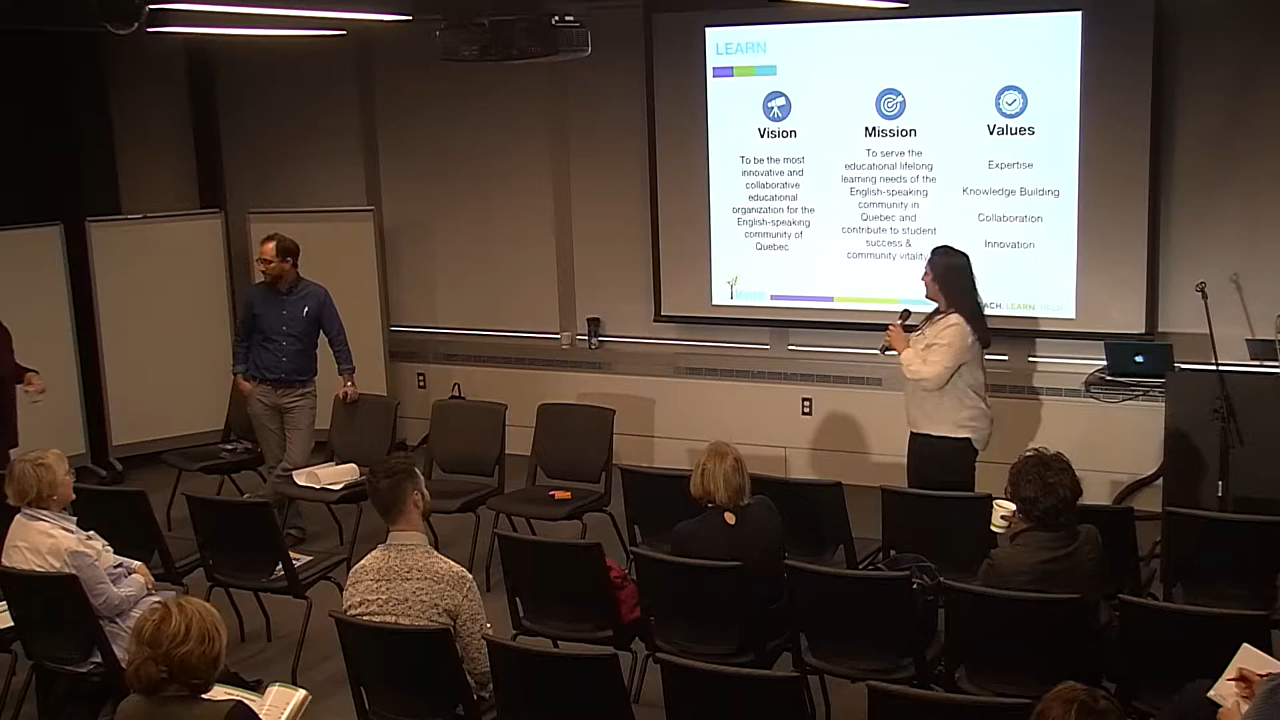 LEARN
Vision
To be the most
innovative and
collaborative
educational
organization for the
English-speaking
community of
Quebec
Mission
To serve the
educational lifelong
learning needs of the
English-speaking
community in
Quebec and
contribute to student
success &
community vitality
Values
Expertise
Knowledge Building
Collaboration
Innovation
LEARN